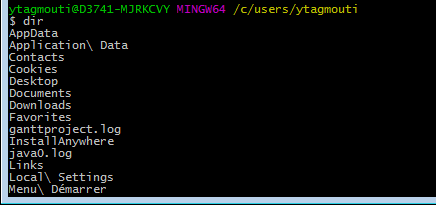 ytagmouti@D3741-MJRKCVY MINGW64 /c/users/ytagmouti
$ dir
AppData
Application\ Data
Contacts
Cookies
Desktop
Documents
Downloads
Favorites
ganttproject.log
InstallAnywhere
java0.log
Links
Local\ Settings
Menu\ Démarrer